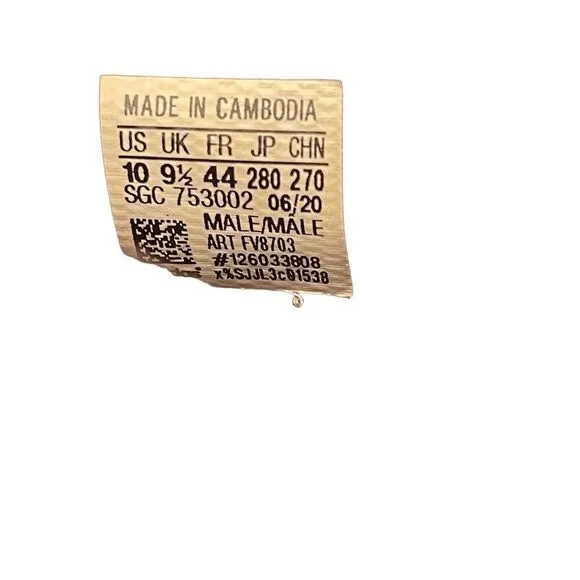 MADE IN CAMBODIA
US UK FR JP CHN
10 9½ 44 280 270
SGC 753002 06/20
MALE/MÂLE
ART FV8703
#126033808
x%SJJL3c01538